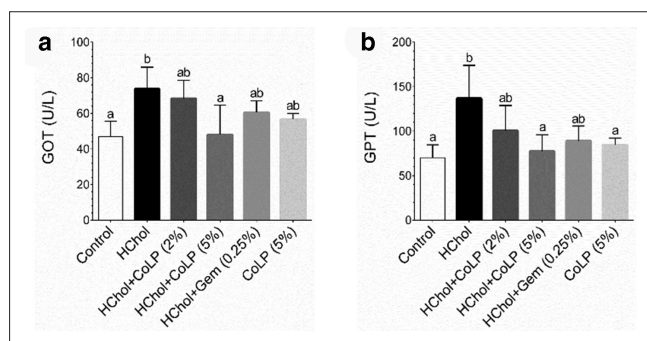 a
b
GOT (U/L)
100
80
60
40
20
0
a
b
ab
a
ab
ab
Control
HChol
HChol+CoLP (2%)
HChol+CoLP (5%)
HChol+Gem (0.25%)
CoLP (5%)
GPT (U/L)
200
150
100
50
0
a
b
ab
a
ab
a
Control
HChol
HChol+CoLP (2%)
HChol+CoLP (5%)
HChol+Gem (0.25%)
CoLP (5%)